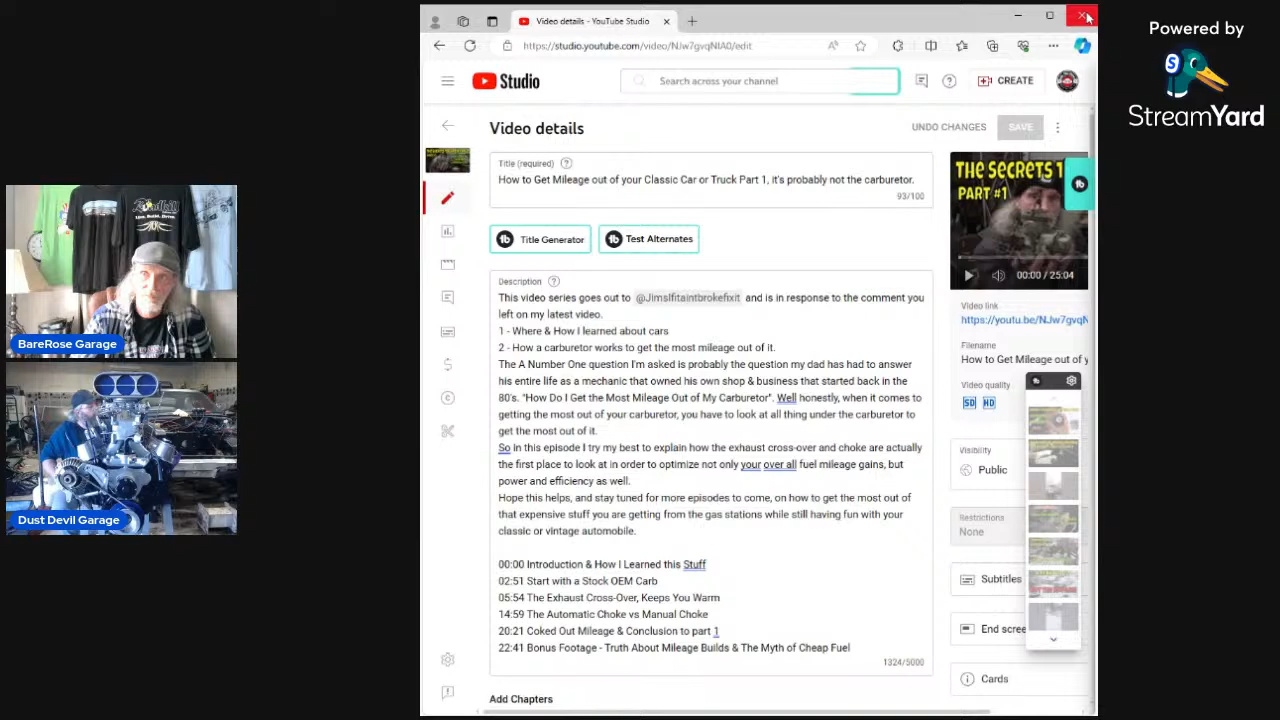 Video details - YouTube Studio
https://studio.youtube.com/video/NJw7gvqNIA0/edit
Studio
Search across your channel
CREATE
Powered by
StreamYard
Video details
UNDO CHANGES
SAVE
Title (required)
How to Get Mileage out of your Classic Car or Truck Part 1, it's probably not the carburetor.
93/100
Title Generator
Test Alternates
THE SECRETS 1
PART #1
00:00 / 25:04
Description
This video series goes out to @JimsIfitaintbrokefixit and is in response to the comment you
left on my latest video.
1 - Where & How I learned about cars
2 - How a carburetor works to get the most mileage out of it.
The A Number One question I'm asked is probably the question my dad has had to answer
his entire life as a mechanic that owned his own shop & business that started back in the
80's. "How Do I Get the Most Mileage Out of My Carburetor". Well honestly, when it comes to
getting the most out of your carburetor, you have to look at all thing under the carburetor to
get the most out of it.
So In this episode I try my best to explain how the exhaust cross-over and choke are actually
the first place to look at in order to optimize not only your over all fuel mileage gains, but
power and efficiency as well.
Hope this helps, and stay tuned for more episodes to come, on how to get the most out of
that expensive stuff you are getting from the gas stations while still having fun with your
classic or vintage automobile.
00:00 Introduction & How I Learned this Stuff
02:51 Start with a Stock OEM Carb
05:54 The Exhaust Cross-Over, Keeps You Warm
14:59 The Automatic Choke vs Manual Choke
20:21 Coked Out Mileage & Conclusion to part 1
22:41 Bonus Footage - Truth About Mileage Builds & The Myth of Cheap Fuel
1324/5000
Add Chapters
Video link
https://youtu.be/NJw7gvqN
Filename
How to Get Mileage out of y
Video quality
SD HD
Visibility
Public
Restrictions
None
Subtitles
End scree
Cards
BareRose Garage
Dust Devil Garage